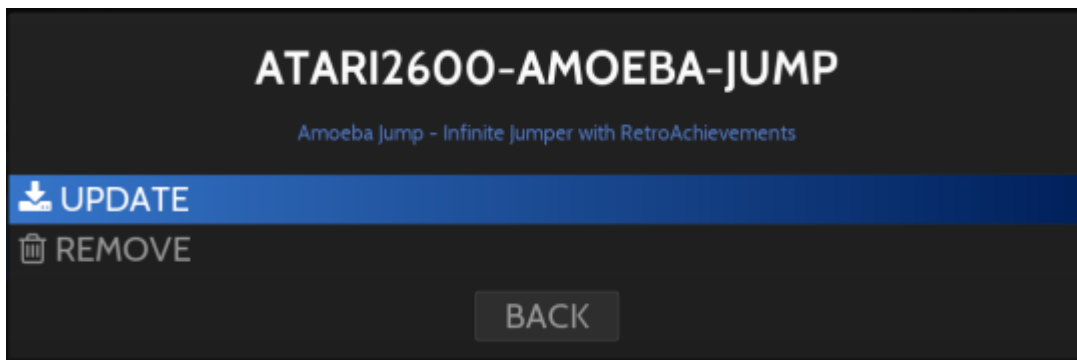 ATARI2600-AMOEBA-JUMP
Amoeba Jump - Infinite Jumper with RetroAchievements
UPDATE
REMOVE
BACK